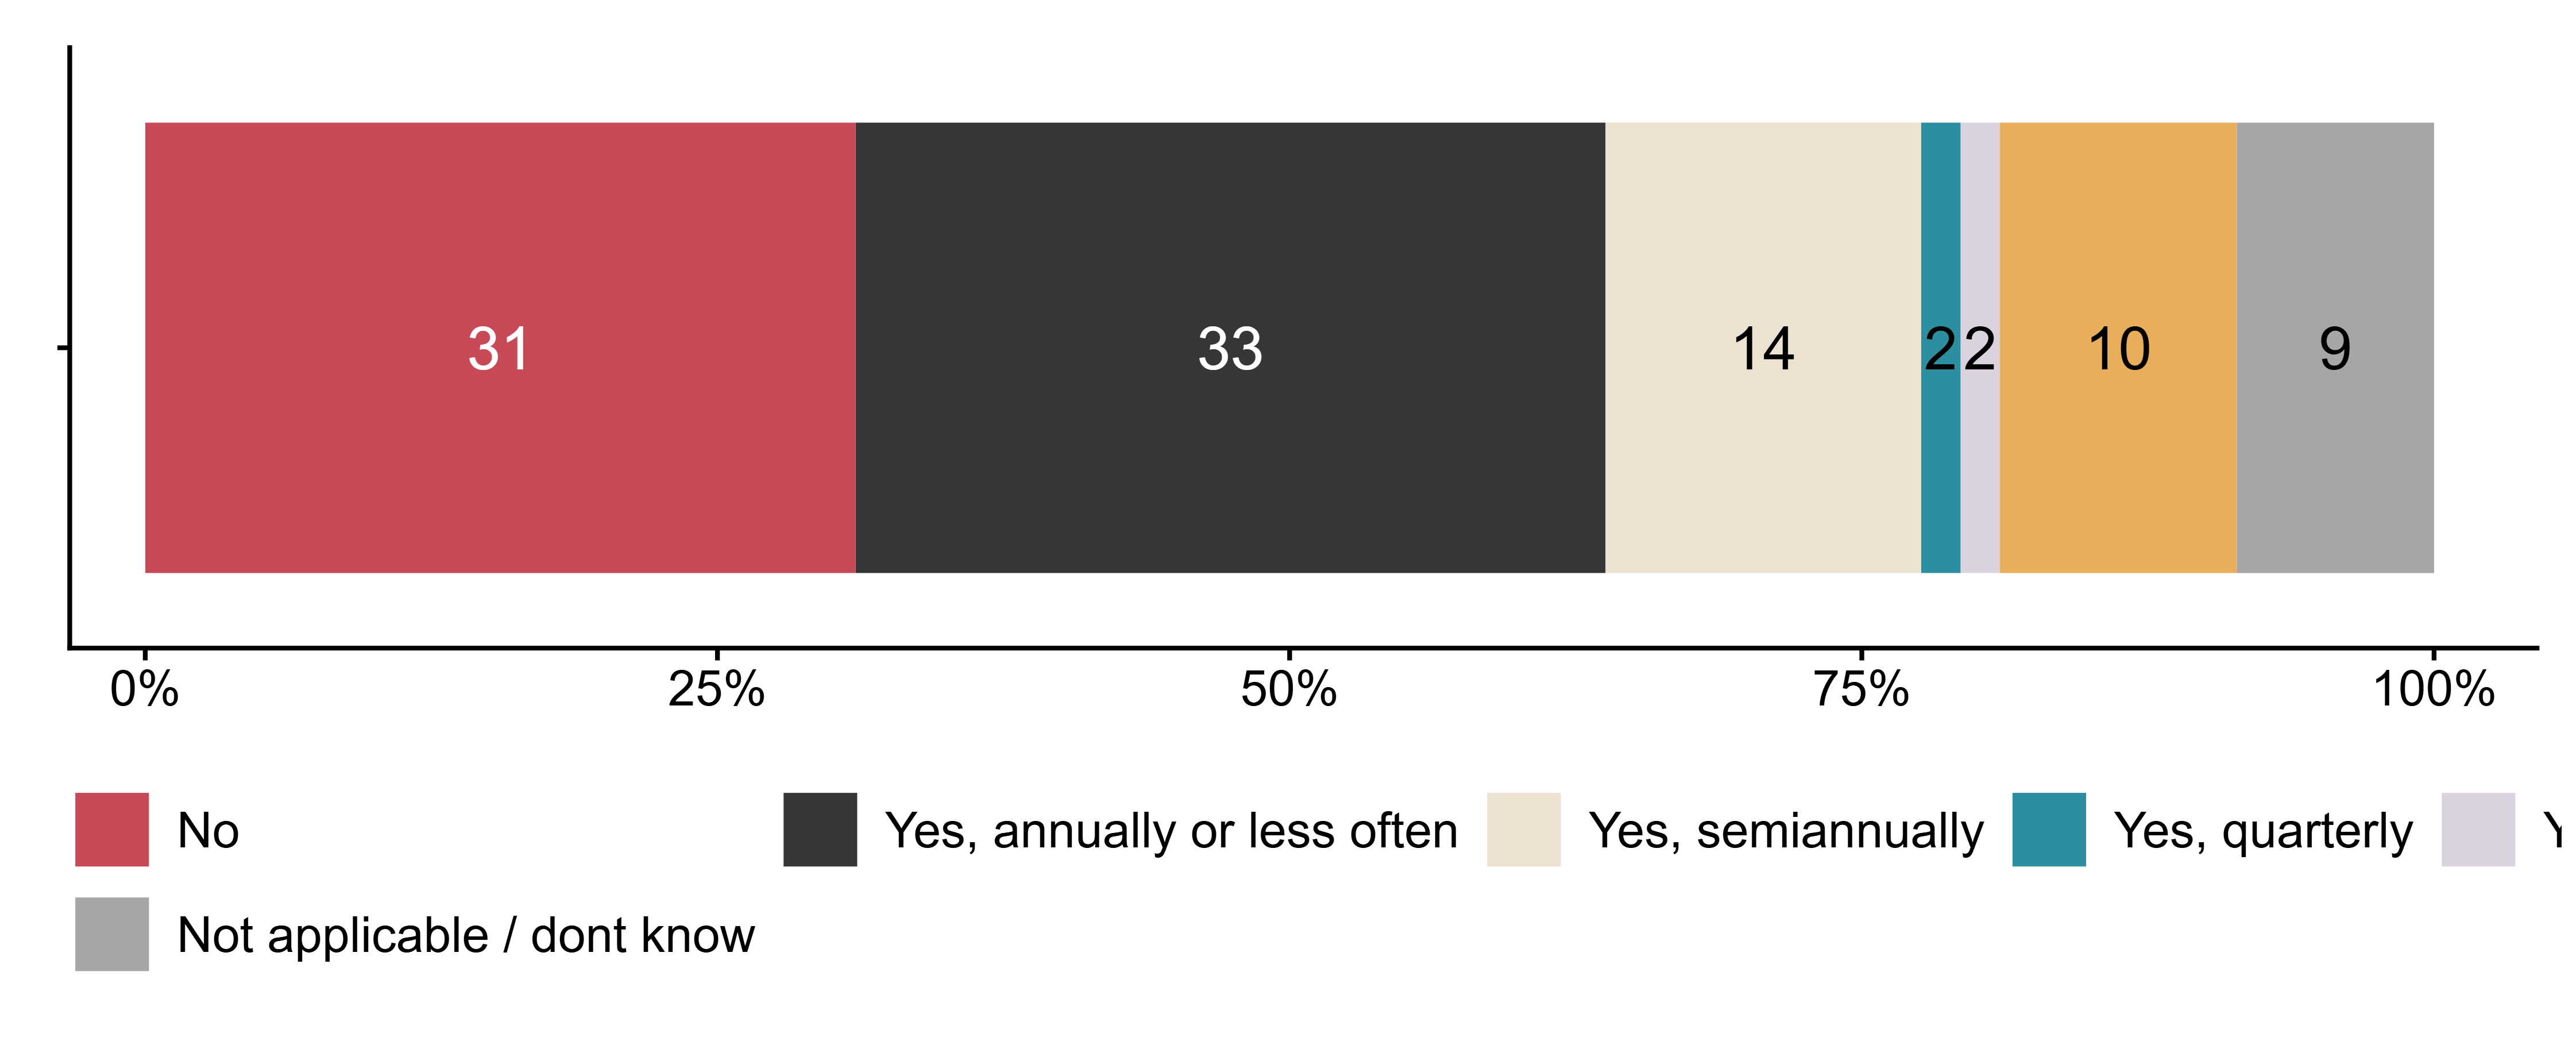 31 33 14 2 2 10 9
0% 25% 50% 75% 100%
No Yes, annually or less often Yes, semiannually Yes, quarterly
Not applicable / dont know